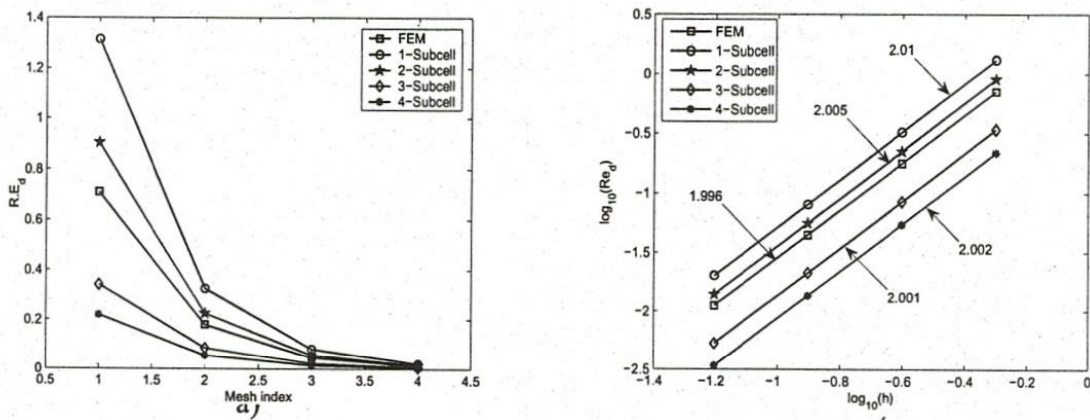 1.4
1.2
1
0.8
0.6
0.4
0.2
0
R.E_d
FEM
1-Subcell
2-Subcell
3-Subcell
4-Subcell
0.5
1
1.5
2
2.5
3
3.5
4
4.5
Mesh index
a)
0.5
0
-0.5
-1
-1.5
-2
-2.5
log10(Re_d)
FEM
1-Subcell
2-Subcell
3-Subcell
4-Subcell
2.01
2.005
1.996
2.002
2.001
-1.4
-1.2
-1
-0.8
-0.6
-0.4
-0.2
0
log10(h)